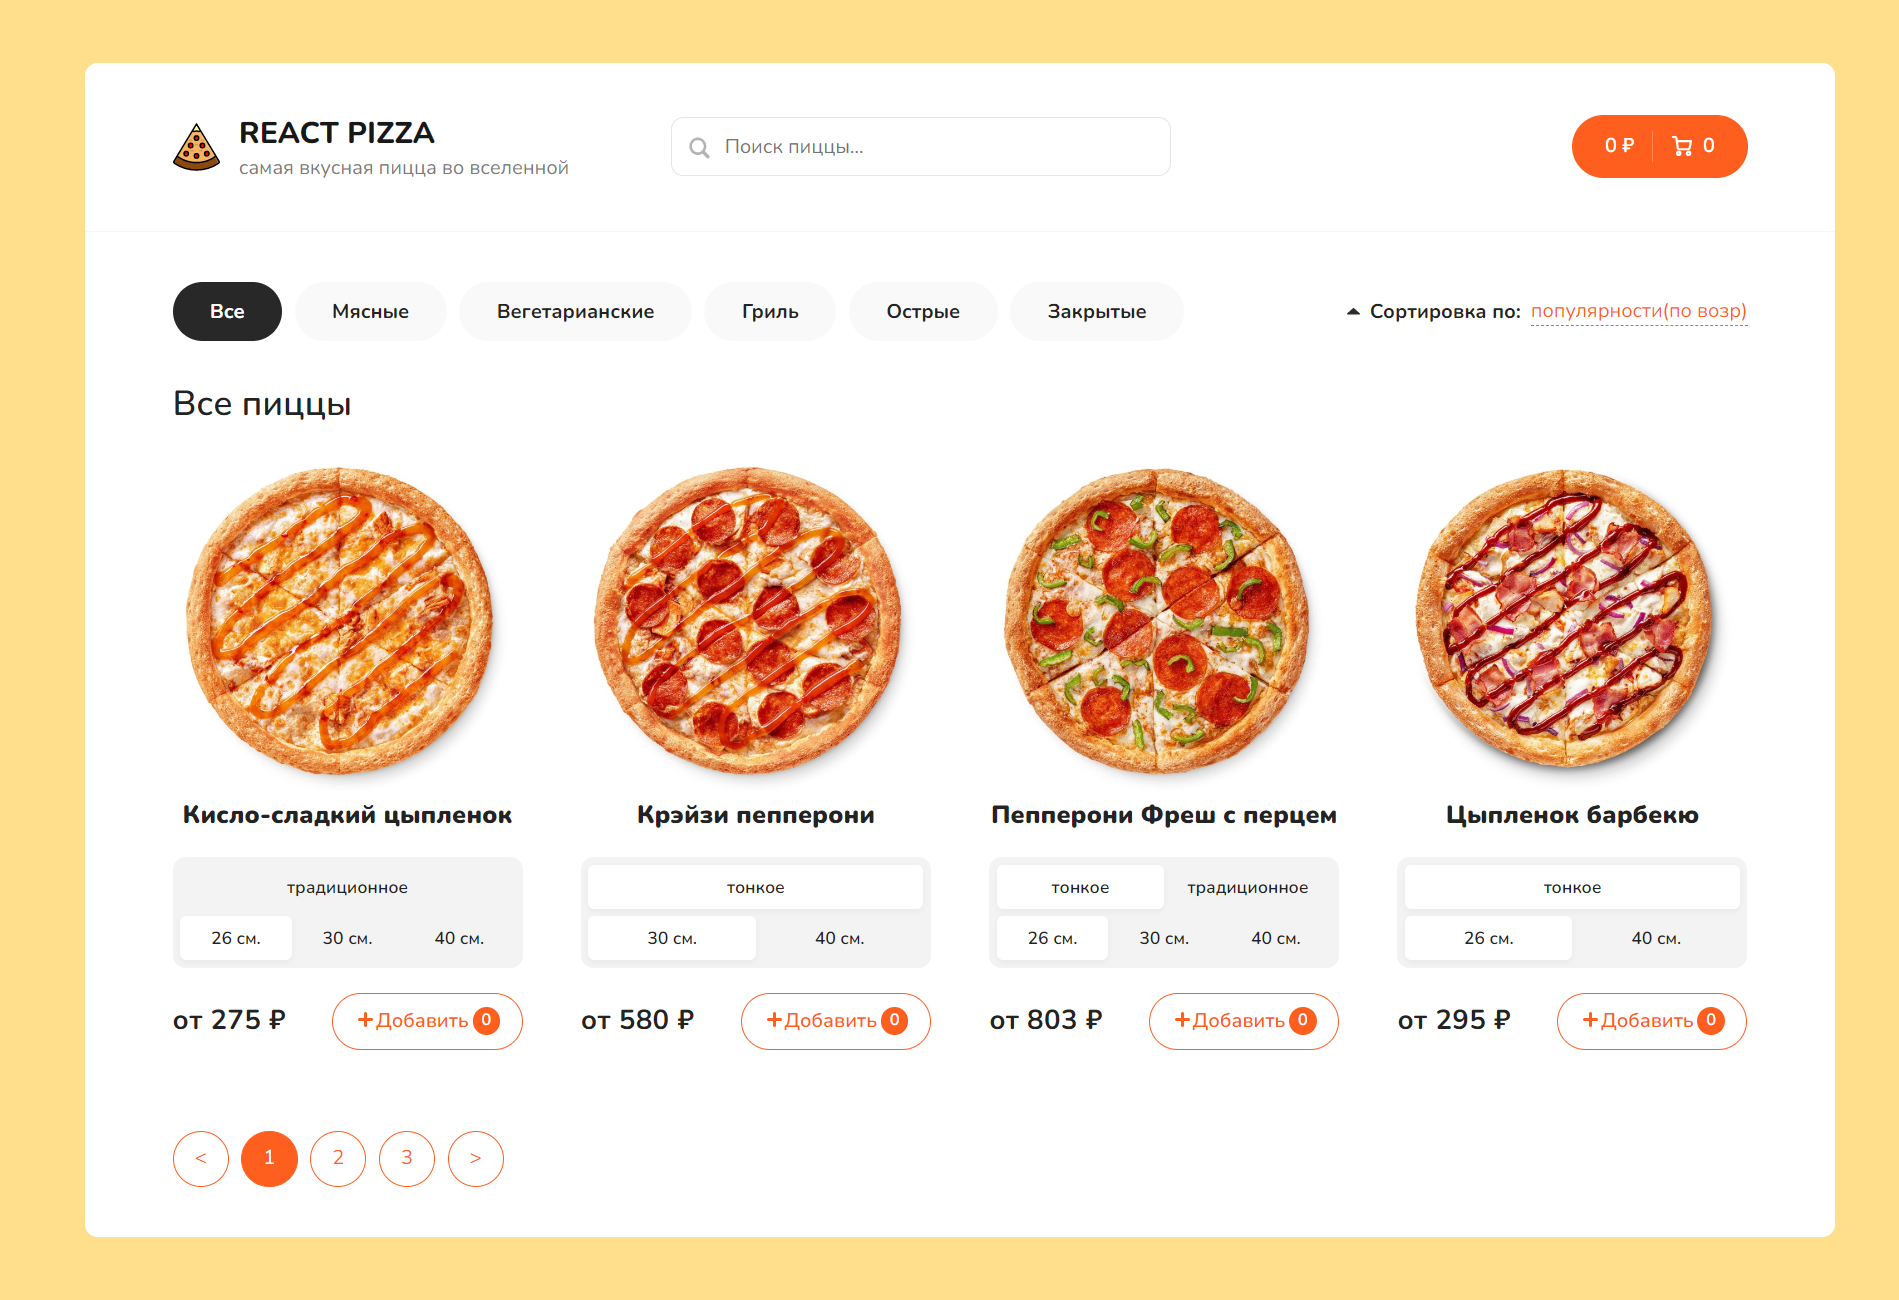 REACT PIZZA
самая вкусная пицца во вселенной
Поиск пиццы...
0 ₽ 0
Все Мясные Вегетарианские Гриль Острые Закрытые Сортировка по: популярности(по возр)
Все пиццы
Кисло-сладкий цыпленок
традиционное
26 см. 30 см. 40 см.
от 275 ₽ +Добавить 0
Крэйзи пепперони
тонкое
30 см. 40 см.
от 580 ₽ +Добавить 0
Пепперони Фреш с перцем
тонкое традиционное
26 см. 30 см. 40 см.
от 803 ₽ +Добавить 0
Цыпленок барбекю
тонкое
26 см. 40 см.
от 295 ₽ +Добавить 0
< 1 2 3 >